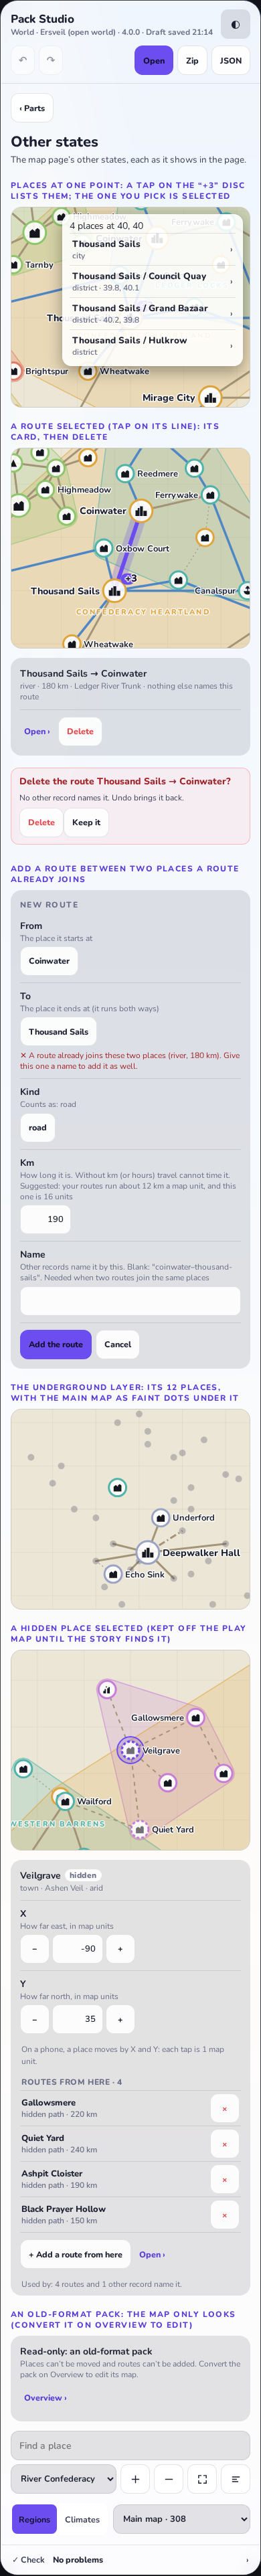 Pack Studio
World · Ersveil (open world) · 4.0.0 · Draft saved 21:14
Open
Zip
JSON
‹ Parts
Other states
The map page's other states, each drawn as it shows in the page.
PLACES AT ONE POINT: A TAP ON THE "+3" DISC
LISTS THEM; THE ONE YOU PICK IS SELECTED
4 places at 40, 40
Thousand Sails
city
›
Thousand Sails / Council Quay
district · 39.8, 40.1
›
Thousand Sails / Grand Bazaar
district · 40.2, 39.8
›
Thousand Sails / Hulkrow
district
›
Highmeadow
Ferrywake
Tarnby
Thou
Brightspur
Wheatwake
Mirage City
A ROUTE SELECTED (TAP ON ITS LINE): ITS
CARD, THEN DELETE
Reedmere
Highmeadow
Ferrywake
Coinwater
Oxbow Court
+3
Thousand Sails
Canalspur
CONFEDERACY HEARTLAND
Wheatwake
Thousand Sails → Coinwater
river · 180 km · Ledger River Trunk · nothing else names this
route
Open ›
Delete
Delete the route Thousand Sails → Coinwater?
No other record names it. Undo brings it back.
Delete
Keep it
ADD A ROUTE BETWEEN TWO PLACES A ROUTE
ALREADY JOINS
NEW ROUTE
From
The place it starts at
Coinwater
To
The place it ends at (it runs both ways)
Thousand Sails
✕ A route already joins these two places (river, 180 km). Give
this one a name to add it as well.
Kind
Counts as: road
road
Km
How long it is. Without km (or hours) travel cannot time it.
Suggested: your routes run about 12 km a map unit, and this
one is 16 units
190
Name
Other records name it by this. Blank: "coinwater–thousand-
sails". Needed when two routes join the same places
Add the route
Cancel
THE UNDERGROUND LAYER: ITS 12 PLACES,
WITH THE MAIN MAP AS FAINT DOTS UNDER IT
Underford
Deepwalker Hall
Echo Sink
A HIDDEN PLACE SELECTED (KEPT OFF THE PLAY
MAP UNTIL THE STORY FINDS IT)
Gallowsmere
Veilgrave
Wailford
WESTERN BARRENS
Quiet Yard
Veilgrave hidden
town · Ashen Veil · arid
X
How far east, in map units
−
-90
+
Y
How far north, in map units
−
35
+
On a phone, a place moves by X and Y: each tap is 1 map
unit.
ROUTES FROM HERE · 4
Gallowsmere
hidden path · 220 km
×
Quiet Yard
hidden path · 240 km
×
Ashpit Cloister
hidden path · 190 km
×
Black Prayer Hollow
hidden path · 150 km
×
+ Add a route from here
Open ›
Used by: 4 routes and 1 other record name it.
AN OLD-FORMAT PACK: THE MAP ONLY LOOKS
(CONVERT IT ON OVERVIEW TO EDIT)
Read-only: an old-format pack
Places can't be moved and routes can't be added. Convert the
pack on Overview to edit its map.
Overview ›
Find a place
River Confederacy
Regions
Climates
Main map · 308
✓ Check No problems
›